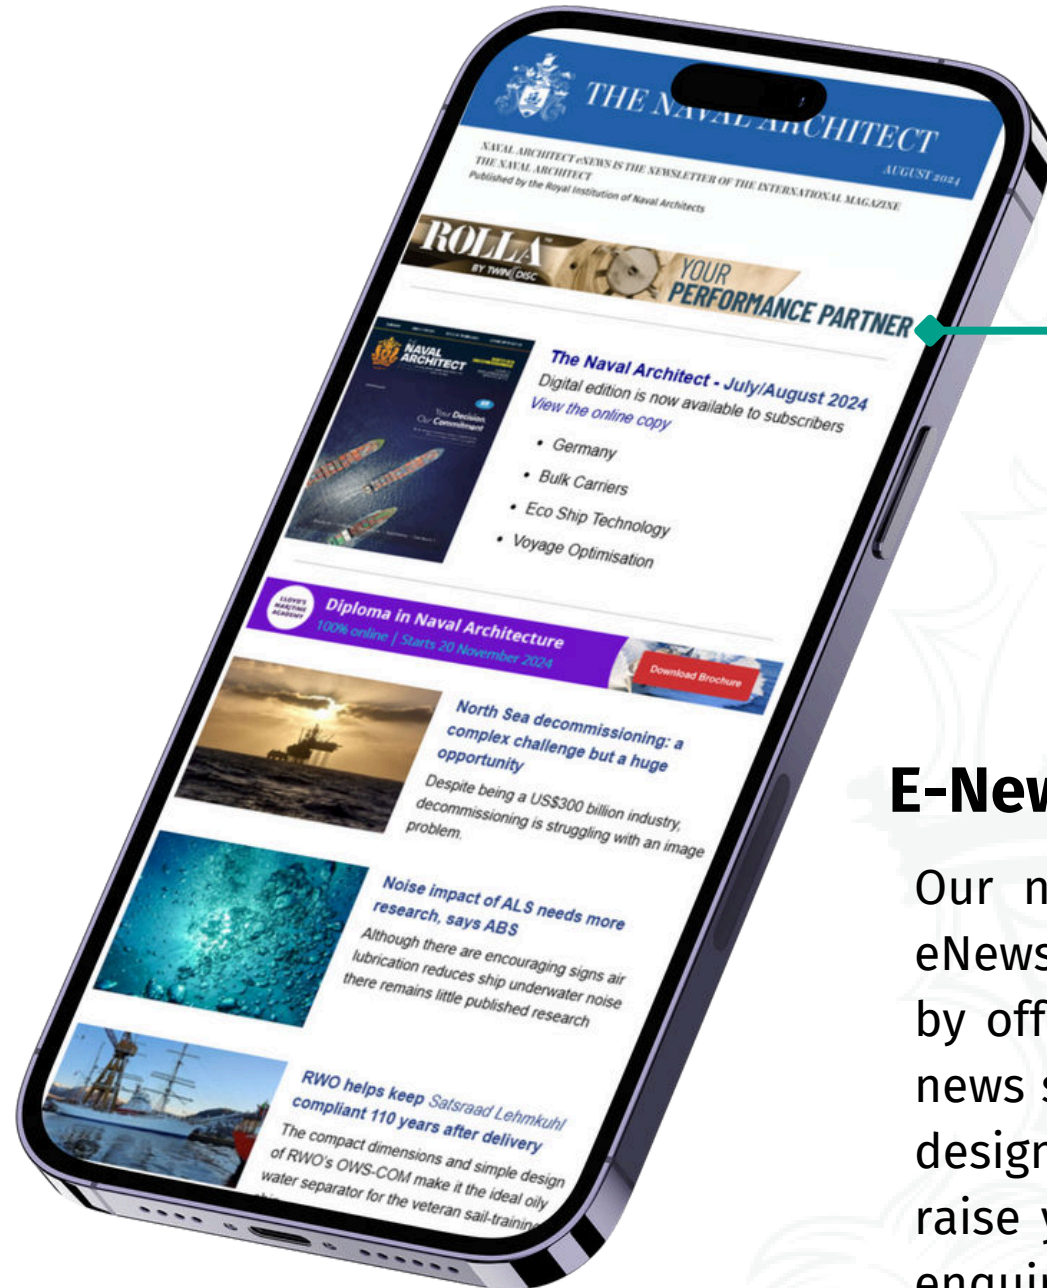 THE NAVAL ARCHITECT
AUGUST 2024
NAVAL ARCHITECT eNEWS IS THE NEWSLETTER OF THE INTERNATIONAL MAGAZINE
THE NAVAL ARCHITECT
Published by the Royal Institution of Naval Architects
ROLLA™
BY TWIN DISC
YOUR
PERFORMANCE PARTNER
NAVAL
ARCHITECT
Your Decision,
Our Commitment
The Naval Architect - July/August 2024
Digital edition is now available to subscribers
View the online copy
• Germany
• Bulk Carriers
• Eco Ship Technology
• Voyage Optimisation
LLOYD'S
MARITIME
ACADEMY
Diploma in Naval Architecture
100% online | Starts 20 November 2024
Download Brochure
North Sea decommissioning: a
complex challenge but a huge
opportunity
Despite being a US$300 billion industry,
decommissioning is struggling with an image
problem.
Noise impact of ALS needs more
research, says ABS
Although there are encouraging signs air
lubrication reduces ship underwater noise
there remains little published research
RWO helps keep Satsraad Lehmkuhl
compliant 110 years after delivery
The compact dimensions and simple design
of RWO's OWS-COM make it the ideal oily
water separator for the veteran sail-training
E-New
Our n
eNews
by off
news s
design
raise y
enquir